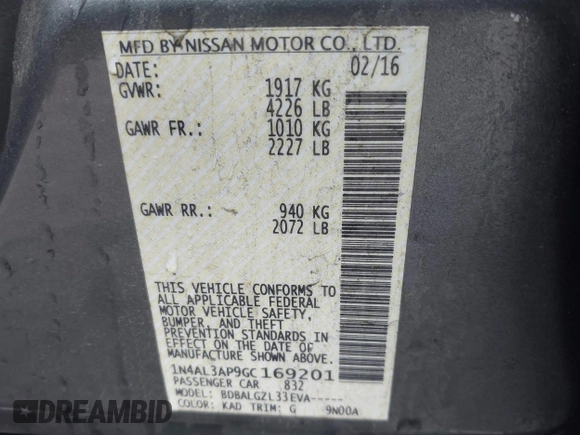 MFD BY NISSAN MOTOR CO., LTD.
DATE: 02/16
GVWR: 1917 KG
4226 LB
GAWR FR.: 1010 KG
2227 LB
GAWR RR.: 940 KG
2072 LB
THIS VEHICLE CONFORMS TO
ALL APPLICABLE FEDERAL
MOTOR VEHICLE SAFETY,
BUMPER, AND THEFT
PREVENTION STANDARDS IN
EFFECT ON THE DATE OF
MANUFACTURE SHOWN ABOVE.
1N4AL3AP9GC169201
PASSENGER CAR 832
MODEL: BDBALGZL33EVA-----
COLOR: KAD TRIM: G 9N00A
EPICVIN